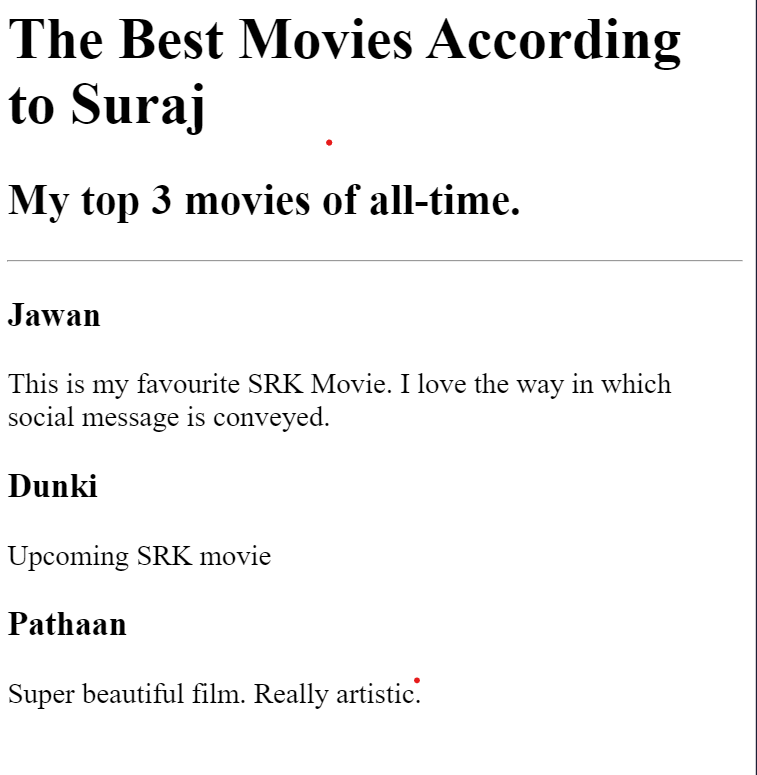 The Best Movies According
to Suraj
My top 3 movies of all-time.
Jawan
This is my favourite SRK Movie. I love the way in which
social message is conveyed.
Dunki
Upcoming SRK movie
Pathaan
Super beautiful film. Really artistic.